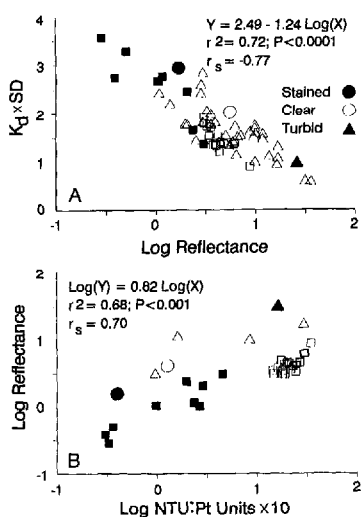 Y = 2.49 - 1.24 Log(X)
r2= 0.72; P<0.0001
rs = -0.77
Stained
Clear
Turbid
Kd×SD
4
3
2
1
0
A
-1 0 1 2
Log Reflectance
Log(Y) = 0.82 Log(X)
r2= 0.68; P<0.001
rs = 0.70
Log Reflectance
2
1
0
-1
B
-1 0 1 2
Log NTU:Pt Units ×10